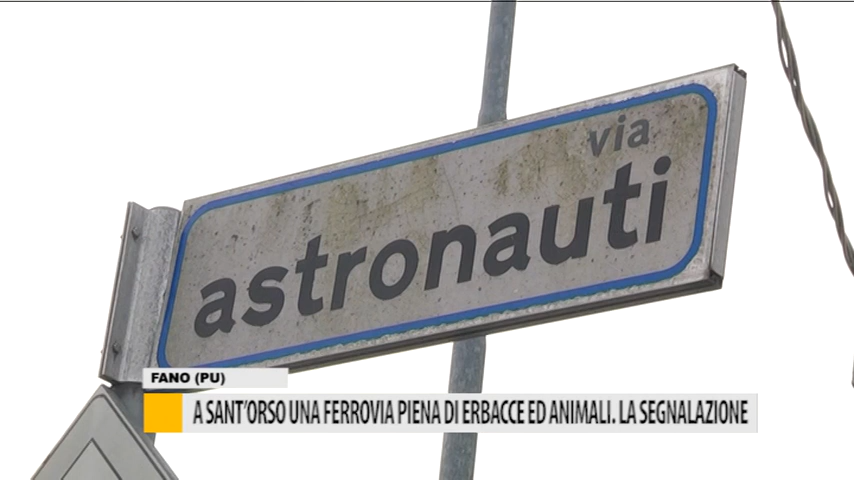 via
astronauti
FANO (PU)
A SANT'ORSO UNA FERROVIA PIENA DI ERBACCE ED ANIMALI. LA SEGNALAZIONE